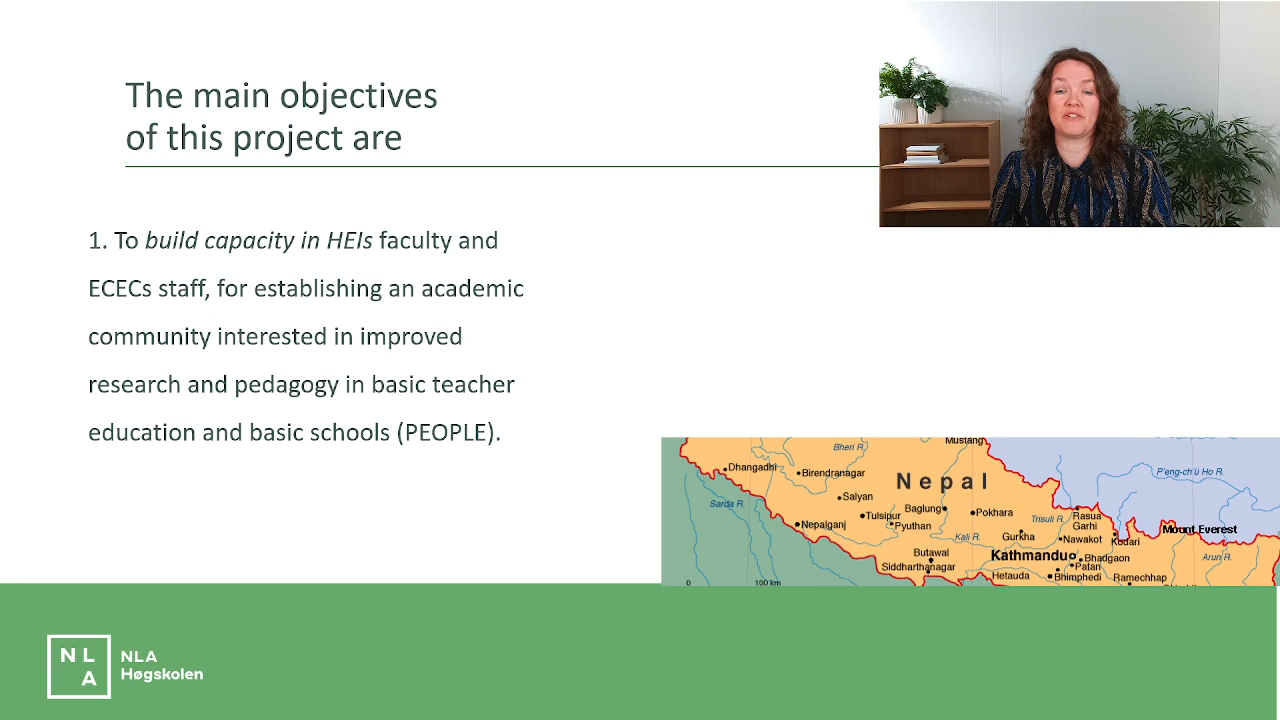 The main objectives
of this project are
1. To build capacity in HEIs faculty and
ECECs staff, for establishing an academic
community interested in improved
research and pedagogy in basic teacher
education and basic schools (PEOPLE).
Mustang
Bheri R.
P'eng-ch'ü Ho R.
Dhangadhi
Birendranagar
Nepal
Salyan
Sarda R.
Baglung
Pokhara
Tulsipur
Trisuli R.
Rasua
Garhi
Nepalganj
Pyuthan
Mount Everest
Kali R.
Gurkha
Nawakot
Kodari
Butawal
Kathmandu
Bhadgaon
Arun R.
Siddharthanagar
Patan
Hetauda
Bhimphedi
Ramechhap
0 100 km
N L
A
NLA
Høgskolen